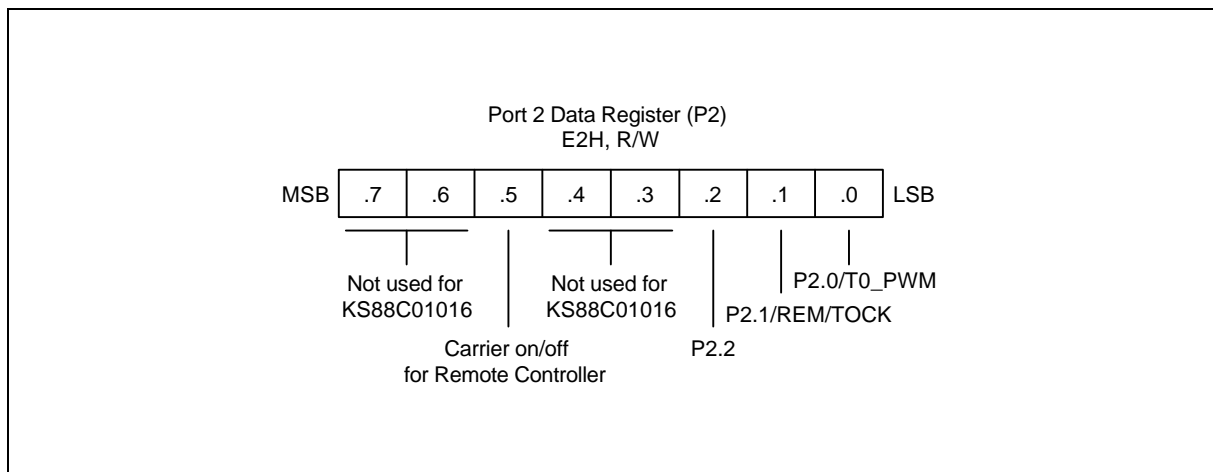 Port 2 Data Register (P2)
E2H, R/W
MSB .7 .6 .5 .4 .3 .2 .1 .0 LSB
Not used for
KS88C01016
Carrier on/off
for Remote Controller
Not used for
KS88C01016
P2.2
P2.1/REM/TOCK
P2.0/T0_PWM